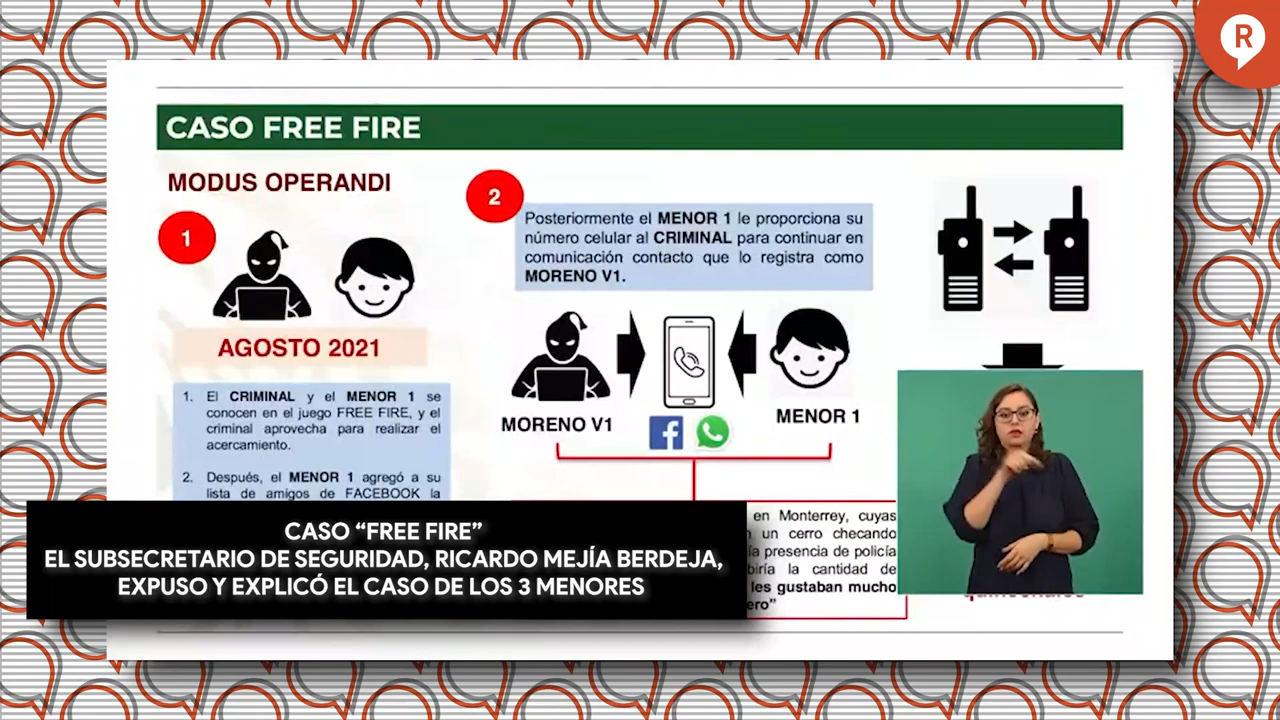 R
CASO FREE FIRE
MODUS OPERANDI
1
AGOSTO 2021
1. El CRIMINAL y el MENOR 1 se
conocen en el juego FREE FIRE, y el
criminal aprovecha para realizar el
acercamiento.
2. Después, el MENOR 1 agregó a su
lista de amigos de FACEBOOK la
2
Posteriormente el MENOR 1 le proporciona su
número celular al CRIMINAL para continuar en
comunicación contacto que lo registra como
MORENO V1.
MORENO V1
MENOR 1
en Monterrey, cuyas
un cerro checando
presencia de policía
la cantidad de
les gustaban mucho
CASO “FREE FIRE”
EL SUBSECRETARIO DE SEGURIDAD, RICARDO MEJÍA BERDEJA,
EXPUSO Y EXPLICÓ EL CASO DE LOS 3 MENORES